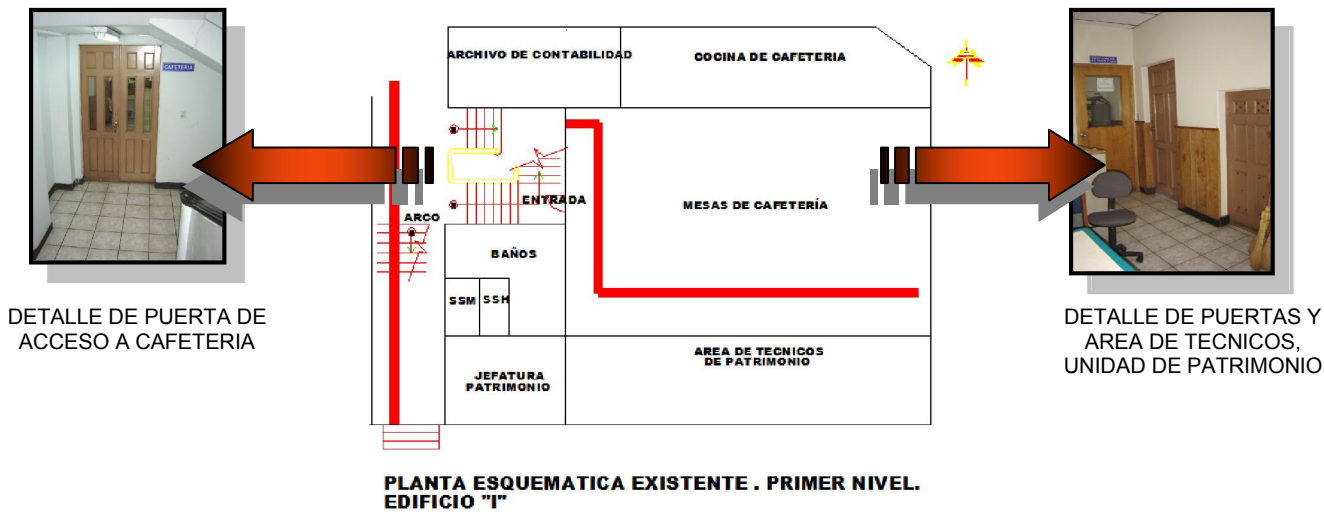 CAFETERIA
ARCHIVO DE CONTABILIDAD
COCINA DE CAFETERIA
ENTRADA
MESAS DE CAFETERÍA
ARCO
BAÑOS
SSM
SSH
JEFATURA
PATRIMONIO
AREA DE TECNICOS
DE PATRIMONIO
DETALLE DE PUERTA DE
ACCESO A CAFETERIA
DETALLE DE PUERTAS Y
AREA DE TECNICOS,
UNIDAD DE PATRIMONIO
PLANTA ESQUEMATICA EXISTENTE . PRIMER NIVEL.
EDIFICIO "I"